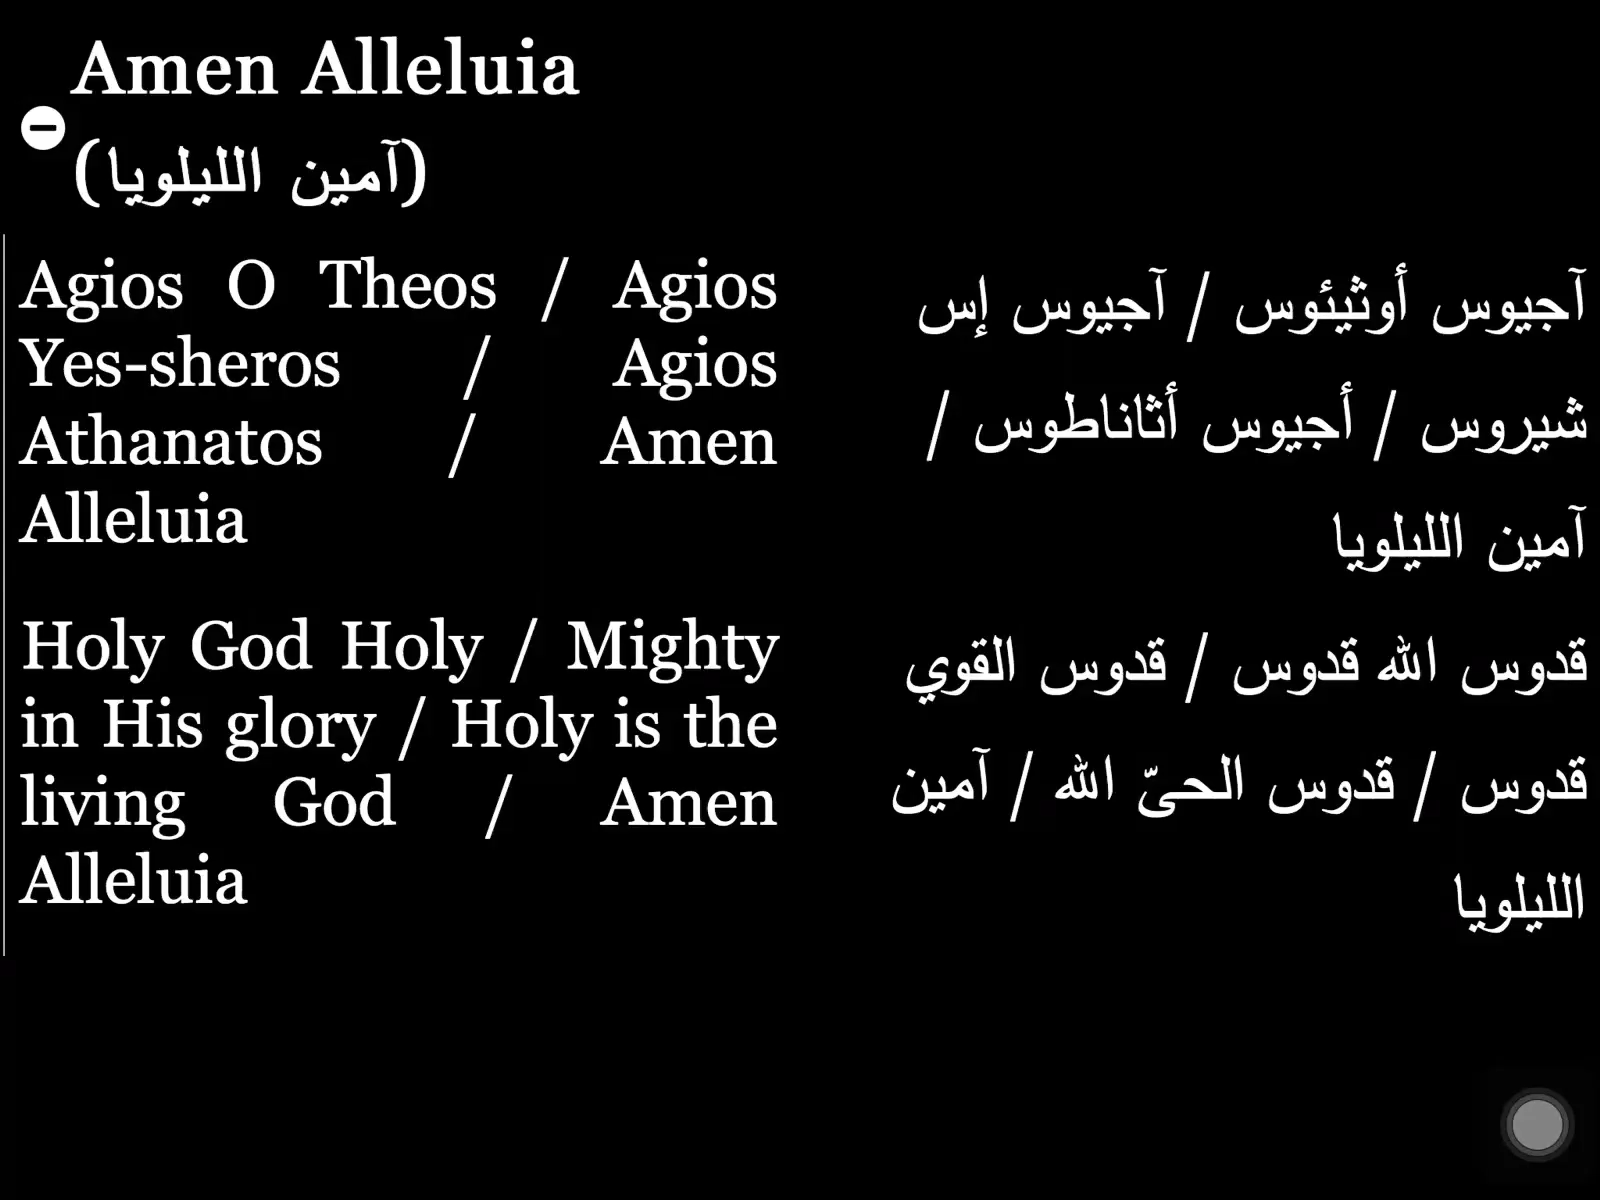 Amen Alleluia
(آمين الليلويا)
Agios O Theos / Agios
Yes-sheros / Agios
Athanatos / Amen
Alleluia
آجيوس أوثيئوس / آجيوس إس
شيروس / أجيوس أثاناطوس /
آمين الليلويا
Holy God Holy / Mighty
in His glory / Holy is the
living God / Amen
Alleluia
قدوس الله قدوس / قدوس القوي
قدوس / قدوس الحىّ الله / آمين
الليلويا